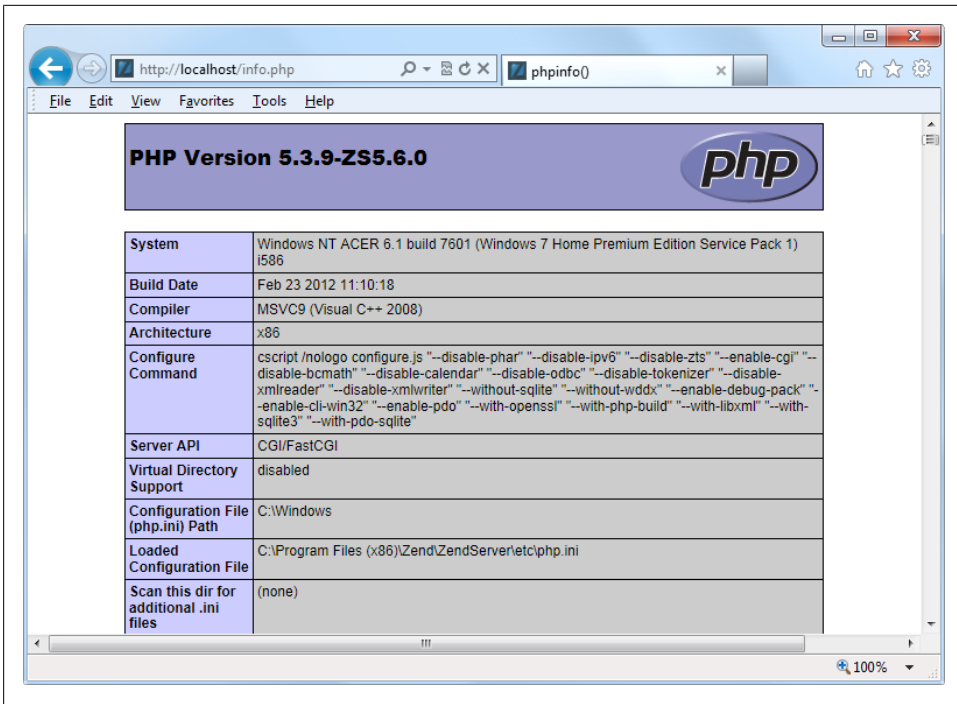 http://localhost/info.php
phpinfo()
File Edit View Favorites Tools Help
PHP Version 5.3.9-ZS5.6.0
php
System
Windows NT ACER 6.1 build 7601 (Windows 7 Home Premium Edition Service Pack 1)
i586
Build Date
Feb 23 2012 11:10:18
Compiler
MSVC9 (Visual C++ 2008)
Architecture
x86
Configure
Command
cscript /nologo configure.js "--disable-phar" "--disable-ipv6" "--disable-zts" "--enable-cgi" "--
disable-bcmath" "--disable-calendar" "--disable-odbc" "--disable-tokenizer" "--disable-
xmlreader" "--disable-xmlwriter" "--without-sqlite" "--without-wddx" "--enable-debug-pack" "-
-enable-cli-win32" "--enable-pdo" "--with-openssl" "--with-php-build" "--with-libxml" "--with-
sqlite3" "--with-pdo-sqlite"
Server API
CGI/FastCGI
Virtual Directory
Support
disabled
Configuration File
(php.ini) Path
C:\Windows
Loaded
Configuration File
C:\Program Files (x86)\Zend\ZendServer\etc\php.ini
Scan this dir for
additional .ini
files
(none)
100%